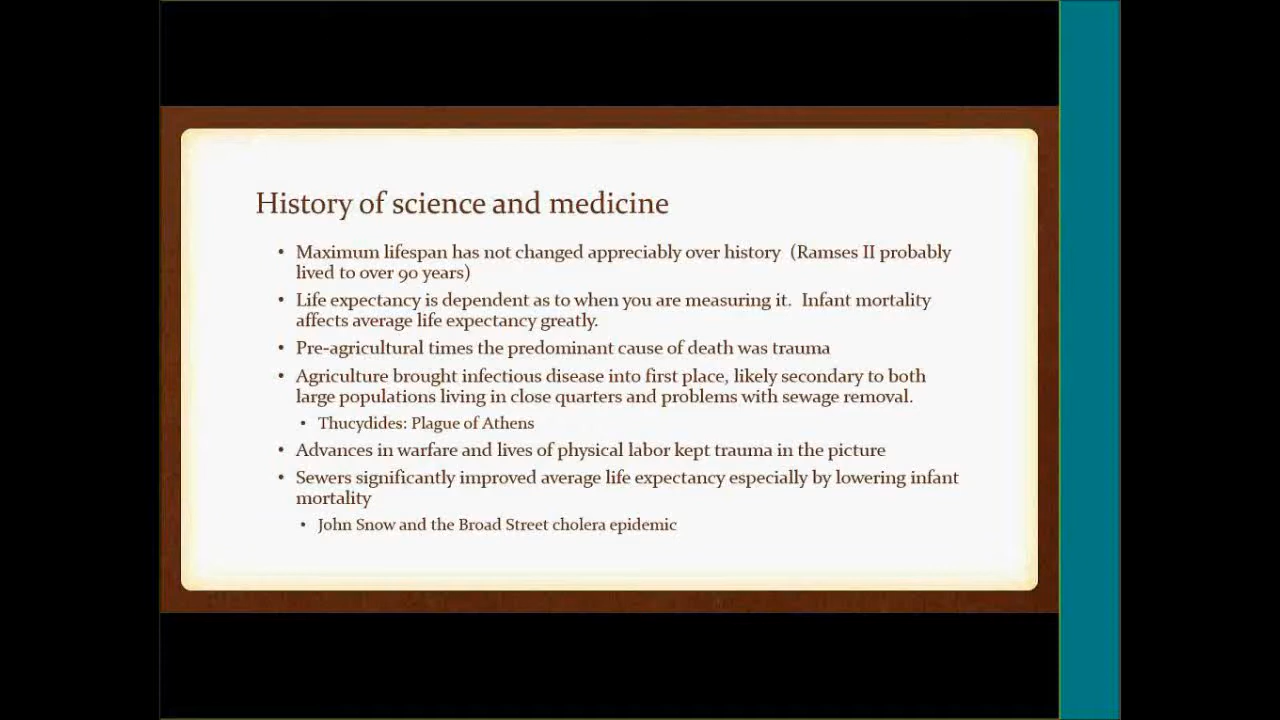 History of science and medicine
• Maximum lifespan has not changed appreciably over history  (Ramses II probably
lived to over 90 years)
• Life expectancy is dependent as to when you are measuring it.  Infant mortality
affects average life expectancy greatly.
• Pre-agricultural times the predominant cause of death was trauma
• Agriculture brought infectious disease into first place, likely secondary to both
large populations living in close quarters and problems with sewage removal.
• Thucydides: Plague of Athens
• Advances in warfare and lives of physical labor kept trauma in the picture
• Sewers significantly improved average life expectancy especially by lowering infant
mortality
• John Snow and the Broad Street cholera epidemic